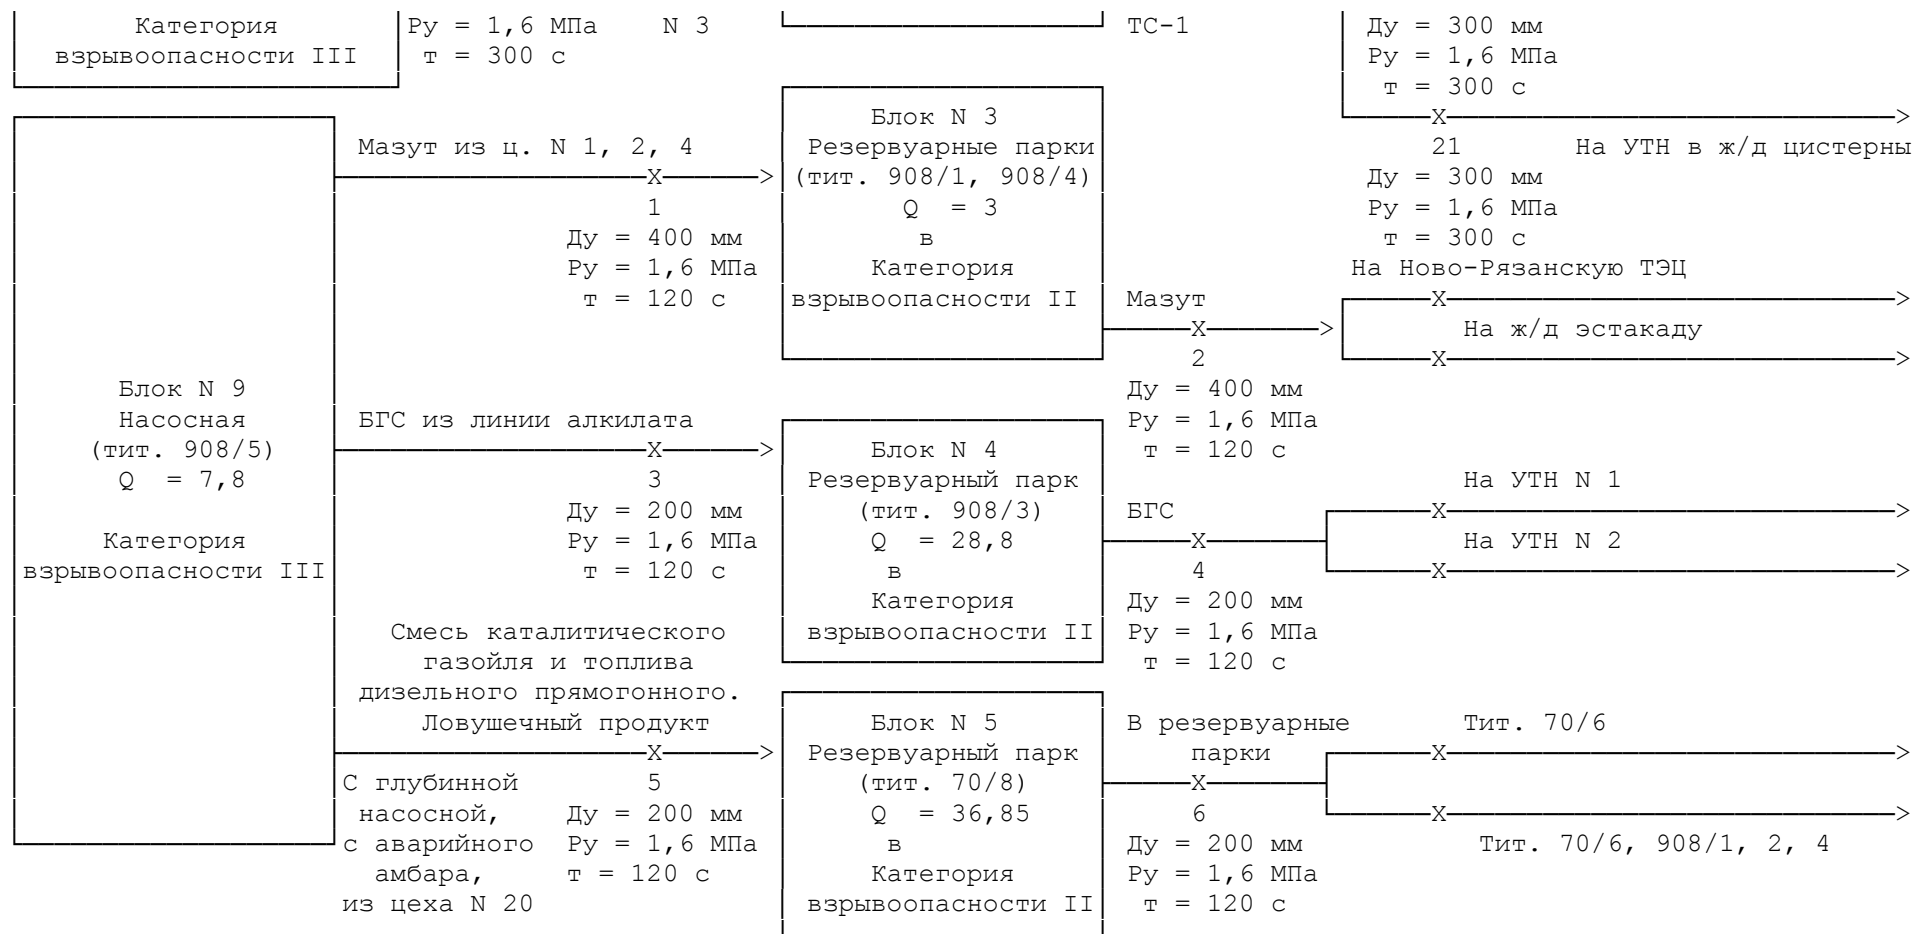 Категория
взрывоопасности III
Ру = 1,6 МПа N 3
т = 300 с
ТС-1
Ду = 300 мм
Ру = 1,6 МПа
т = 300 с
X
21 На УТН в ж/д цистерны
Ду = 300 мм
Ру = 1,6 МПа
т = 300 с
Блок N 9
Насосная
(тит. 908/5)
Q = 7,8
Категория
взрывоопасности III
Мазут из ц. N 1, 2, 4
X
1
Ду = 400 мм
Ру = 1,6 МПа
т = 120 с
Блок N 3
Резервуарные парки
(тит. 908/1, 908/4)
Q = 3
в
Категория
взрывоопасности II
Мазут
X
2
Ду = 400 мм
Ру = 1,6 МПа
т = 120 с
На Ново-Рязанскую ТЭЦ
X
На ж/д эстакаду
X
БГС из линии алкилата
X
3
Ду = 200 мм
Ру = 1,6 МПа
т = 120 с
Блок N 4
Резервуарный парк
(тит. 908/3)
Q = 28,8
в
Категория
взрывоопасности II
БГС
X
4
Ду = 200 мм
Ру = 1,6 МПа
т = 120 с
На УТН N 1
X
На УТН N 2
X
Смесь каталитического
газойля и топлива
дизельного прямогонного.
Ловушечный продукт
X
5
С глубинной
насосной,
с аварийного
амбара,
из цеха N 20
Ду = 200 мм
Ру = 1,6 МПа
т = 120 с
Блок N 5
Резервуарный парк
(тит. 70/8)
Q = 36,85
в
Категория
взрывоопасности II
В резервуарные
парки
X
6
Ду = 200 мм
Ру = 1,6 МПа
т = 120 с
Тит. 70/6
X
X
Тит. 70/6, 908/1, 2, 4